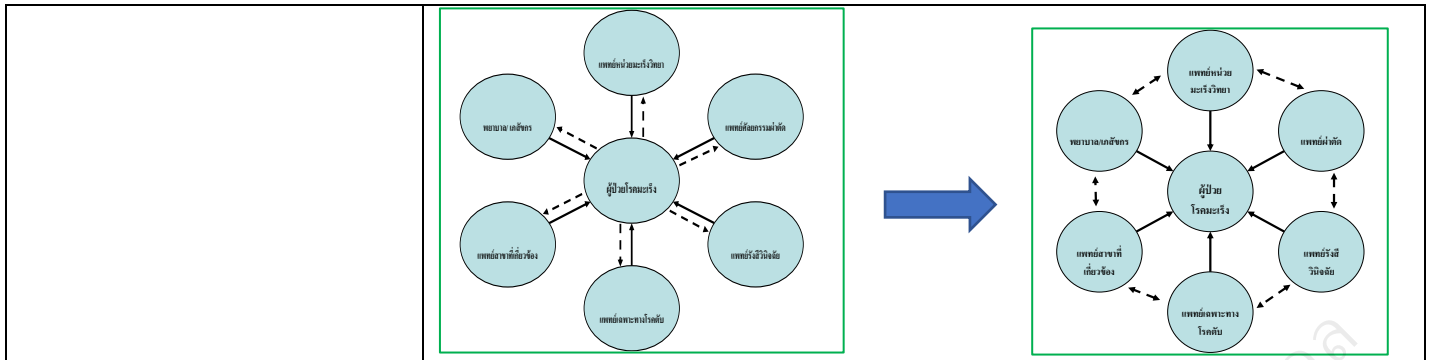 แพทย์หน่วยมะเร็งวิทยา
พยาบาล/ เภสัชกร
แพทย์ศัลยกรรมผ่าตัด
ผู้ป่วยโรคมะเร็ง
แพทย์สาขาที่เกี่ยวข้อง
แพทย์รังสีวินิจฉัย
แพทย์เฉพาะทางโรคตับ
แพทย์หน่วย
มะเร็งวิทยา
พยาบาล/เภสัชกร
แพทย์ผ่าตัด
ผู้ป่วย
โรคมะเร็ง
แพทย์สาขาที่
เกี่ยวข้อง
แพทย์รังสี
วินิจฉัย
แพทย์เฉพาะทาง
โรคตับ